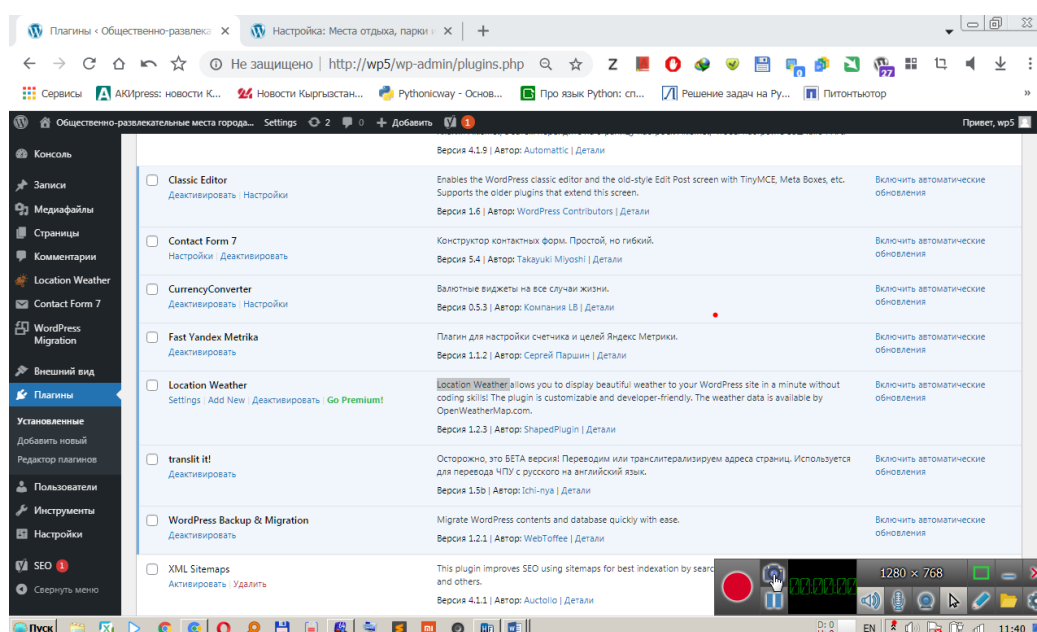 Плагины ‹ Общественно-развлека
Настройка: Места отдыха, парки
Не защищено | http://wp5/wp-admin/plugins.php
27
Сервисы
АКИpress: новости К...
Новости Кыргызстан...
Pythonicway - Основ...
Про язык Python: сп...
Решение задач на Ру...
Питонтьютор
»
Общественно-развлекательные места города... Settings 2 0 + Добавить 1 Привет, wp5
Консоль
Записи
Медиафайлы
Страницы
Комментарии
Location Weather
Contact Form 7
WordPress
Migration
Внешний вид
Плагины
Установленные
Добавить новый
Редактор плагинов
Пользователи
Инструменты
Настройки
SEO 1
Свернуть меню
Версия 4.1.9 | Автор: Automattic | Детали
Classic Editor
Деактивировать | Настройки
Enables the WordPress classic editor and the old-style Edit Post screen with TinyMCE, Meta Boxes, etc.
Supports the older plugins that extend this screen.
Версия 1.6 | Автор: WordPress Contributors | Детали
Включить автоматические
обновления
Contact Form 7
Настройки | Деактивировать
Конструктор контактных форм. Простой, но гибкий.
Версия 5.4 | Автор: Takayuki Miyoshi | Детали
Включить автоматические
обновления
CurrencyConverter
Деактивировать | Настройки
Валютные виджеты на все случаи жизни.
Версия 0.5.3 | Автор: Компания LB | Детали
Включить автоматические
обновления
Fast Yandex Metrika
Деактивировать
Плагин для настройки счетчика и целей Яндекс Метрики.
Версия 1.1.2 | Автор: Сергей Паршин | Детали
Включить автоматические
обновления
Location Weather
Settings | Add New | Деактивировать | Go Premium!
Location Weather allows you to display beautiful weather to your WordPress site in a minute without
coding skills! The plugin is customizable and developer-friendly. The weather data is available by
OpenWeatherMap.com.
Версия 1.2.3 | Автор: ShapedPlugin | Детали
Включить автоматические
обновления
translit it!
Деактивировать
Осторожно, это БЕТА версия! Переводим или транслитерализируем адреса страниц. Используется
для перевода ЧПУ с русского на английский язык.
Версия 1.5b | Автор: Ichi-nya | Детали
Включить автоматические
обновления
WordPress Backup & Migration
Деактивировать
Migrate WordPress contents and database quickly with ease.
Версия 1.2.1 | Автор: WebToffee | Детали
Включить автоматические
обновления
XML Sitemaps
Активировать | Удалить
This plugin improves SEO using sitemaps for best indexation by
and others.
Версия 4.1.1 | Автор: Auctollo | Детали
1280 × 768
Пуск
EN
11:40